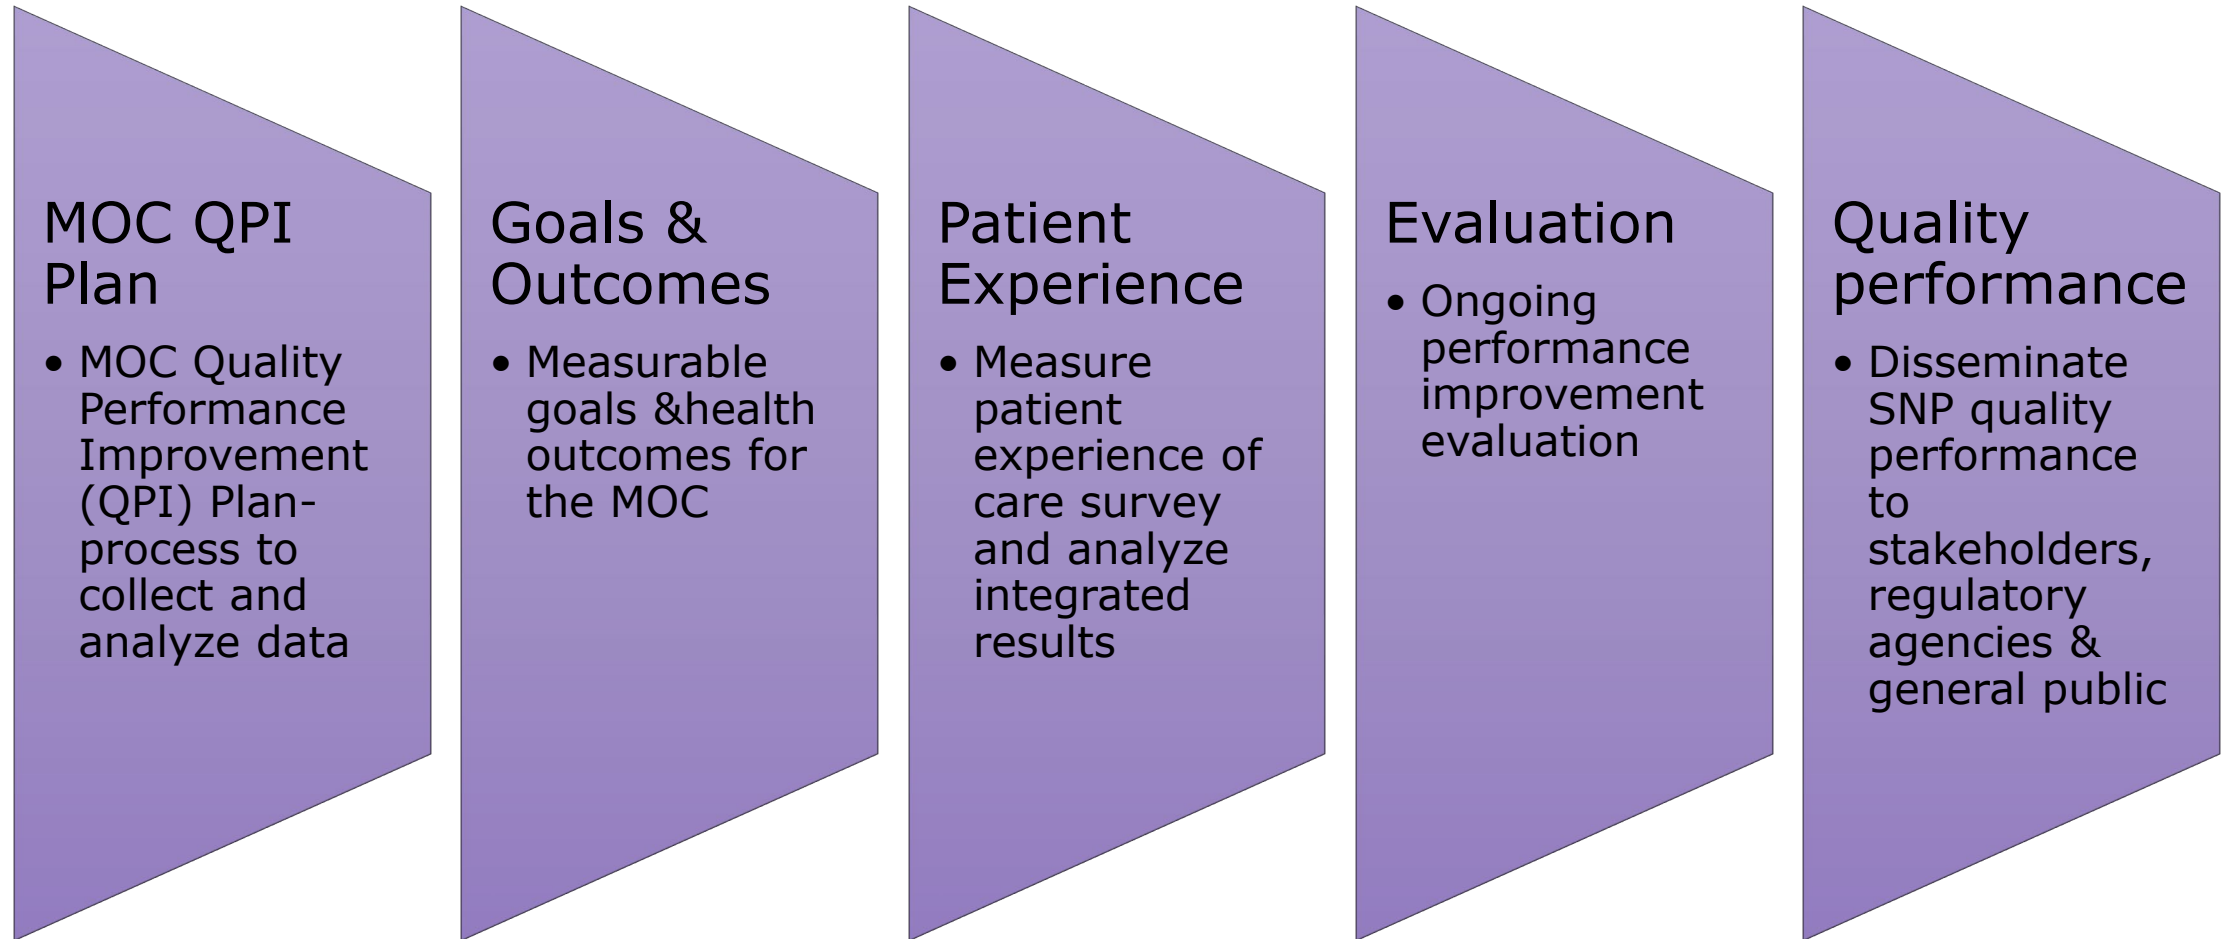 MOC QPI
Plan
• MOC Quality
Performance
Improvement
(QPI) Plan-
process to
collect and
analyze data
Goals &
Outcomes
• Measurable
goals &health
outcomes for
the MOC
Patient
Experience
• Measure
patient
experience of
care survey
and analyze
integrated
results
Evaluation
• Ongoing
performance
improvement
evaluation
Quality
performance
• Disseminate
SNP quality
performance
to
stakeholders,
regulatory
agencies &
general public